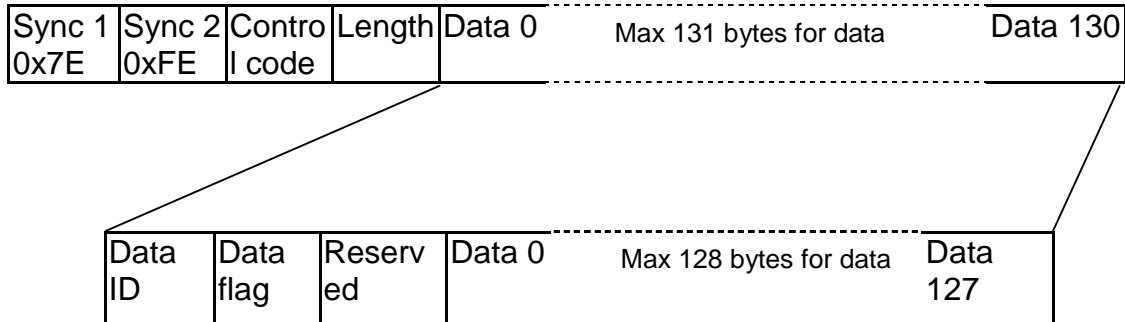 Sync 1 Sync 2 Contro Length Data 0 Max 131 bytes for data Data 130
0x7E 0xFE l code
Data Data Reserv Data 0 Max 128 bytes for data Data
ID flag ed 127